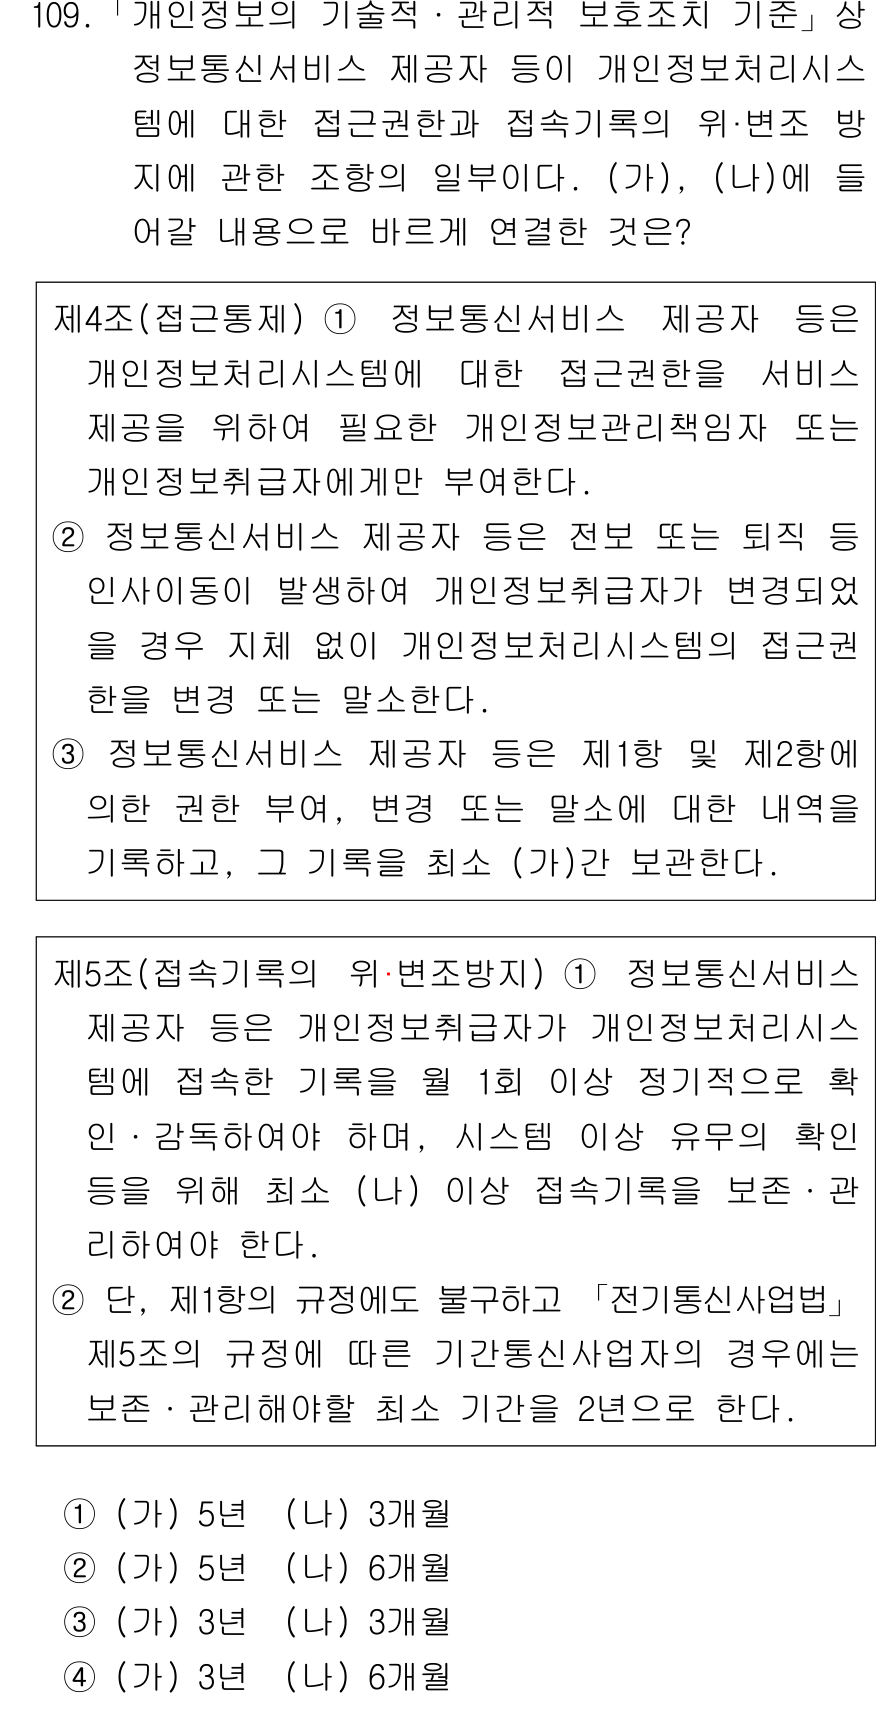 109. 「개인정보의 기술적 · 관리적 보호조치 기준」상
정보통신서비스 제공자 등이 개인정보처리시스
템에 대한 접근권한과 접속기록의 위·변조 방
지에 관한 조항의 일부이다. (가), (나)에 들
어갈 내용으로 바르게 연결한 것은?
제4조(접근통제) ① 정보통신서비스 제공자 등은
개인정보처리시스템에 대한 접근권한을 서비스
제공을 위하여 필요한 개인정보관리책임자 또는
개인정보취급자에게만 부여한다.
② 정보통신서비스 제공자 등은 전보 또는 퇴직 등
인사이동이 발생하여 개인정보취급자가 변경되었
을 경우 지체 없이 개인정보처리시스템의 접근권
한을 변경 또는 말소한다.
③ 정보통신서비스 제공자 등은 제1항 및 제2항에
의한 권한 부여, 변경 또는 말소에 대한 내역을
기록하고, 그 기록을 최소 (가)간 보관한다.
제5조(접속기록의 위·변조방지) ① 정보통신서비스
제공자 등은 개인정보취급자가 개인정보처리시스
템에 접속한 기록을 월 1회 이상 정기적으로 확
인 · 감독하여야 하며, 시스템 이상 유무의 확인
등을 위해 최소 (나) 이상 접속기록을 보존 · 관
리하여야 한다.
② 단, 제1항의 규정에도 불구하고 「전기통신사업법」
제5조의 규정에 따른 기간통신사업자의 경우에는
보존 · 관리해야할 최소 기간을 2년으로 한다.
① (가) 5년 (나) 3개월
② (가) 5년 (나) 6개월
③ (가) 3년 (나) 3개월
④ (가) 3년 (나) 6개월